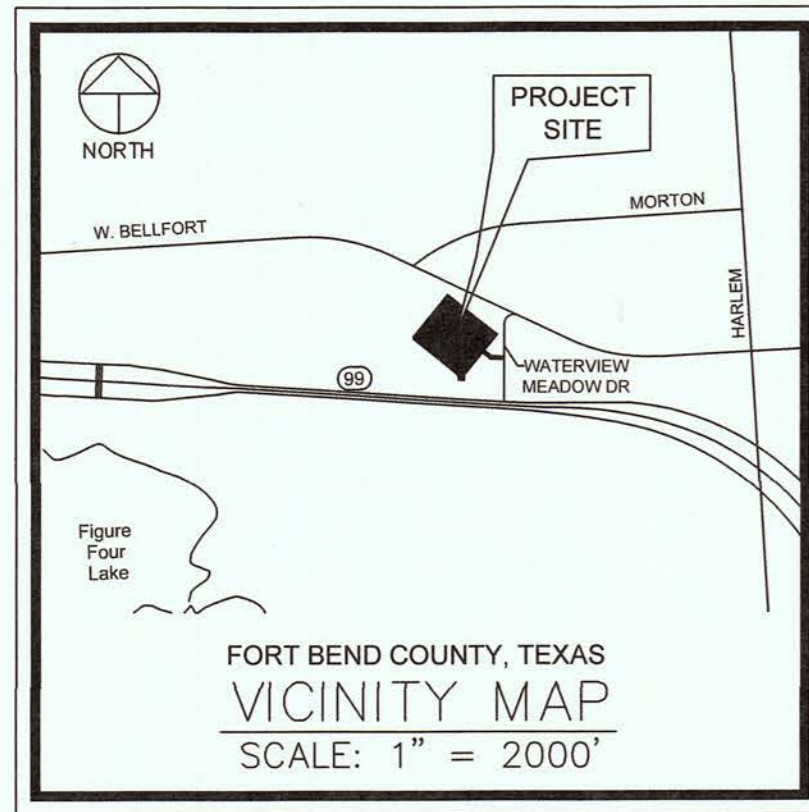 NORTH
PROJECT
SITE
MORTON
W. BELLFORT
HARLEM
WATERVIEW
MEADOW DR
99
Figure
Four
Lake
FORT BEND COUNTY, TEXAS
VICINITY MAP
SCALE: 1" = 2000'